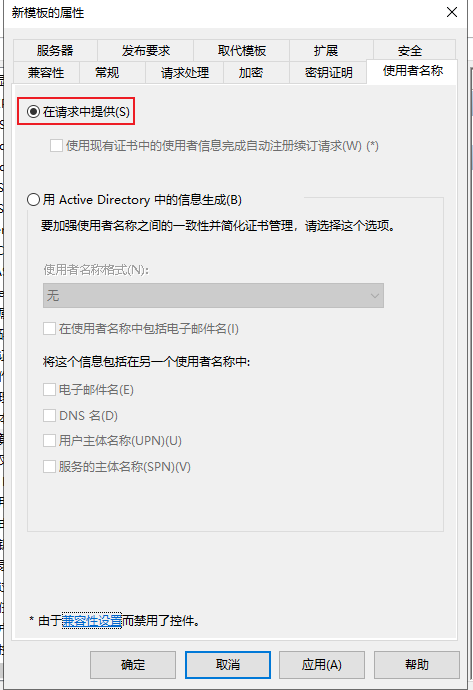 新模板的属性
服务器 发布要求 取代模板 扩展 安全
兼容性 常规 请求处理 加密 密钥证明 使用者名称
在请求中提供(S)
使用现有证书中的使用者信息完成自动注册续订请求(W) (*)
用 Active Directory 中的信息生成(B)
要加强使用者名称之间的一致性并简化证书管理，请选择这个选项。
使用者名称格式(N):
无
在使用者名称中包括电子邮件名(I)
将这个信息包括在另一个使用者名称中:
电子邮件名(E)
DNS 名(D)
用户主体名称(UPN)(U)
服务的主体名称(SPN)(V)
* 由于兼容性设置而禁用了控件。
确定 取消 应用(A) 帮助